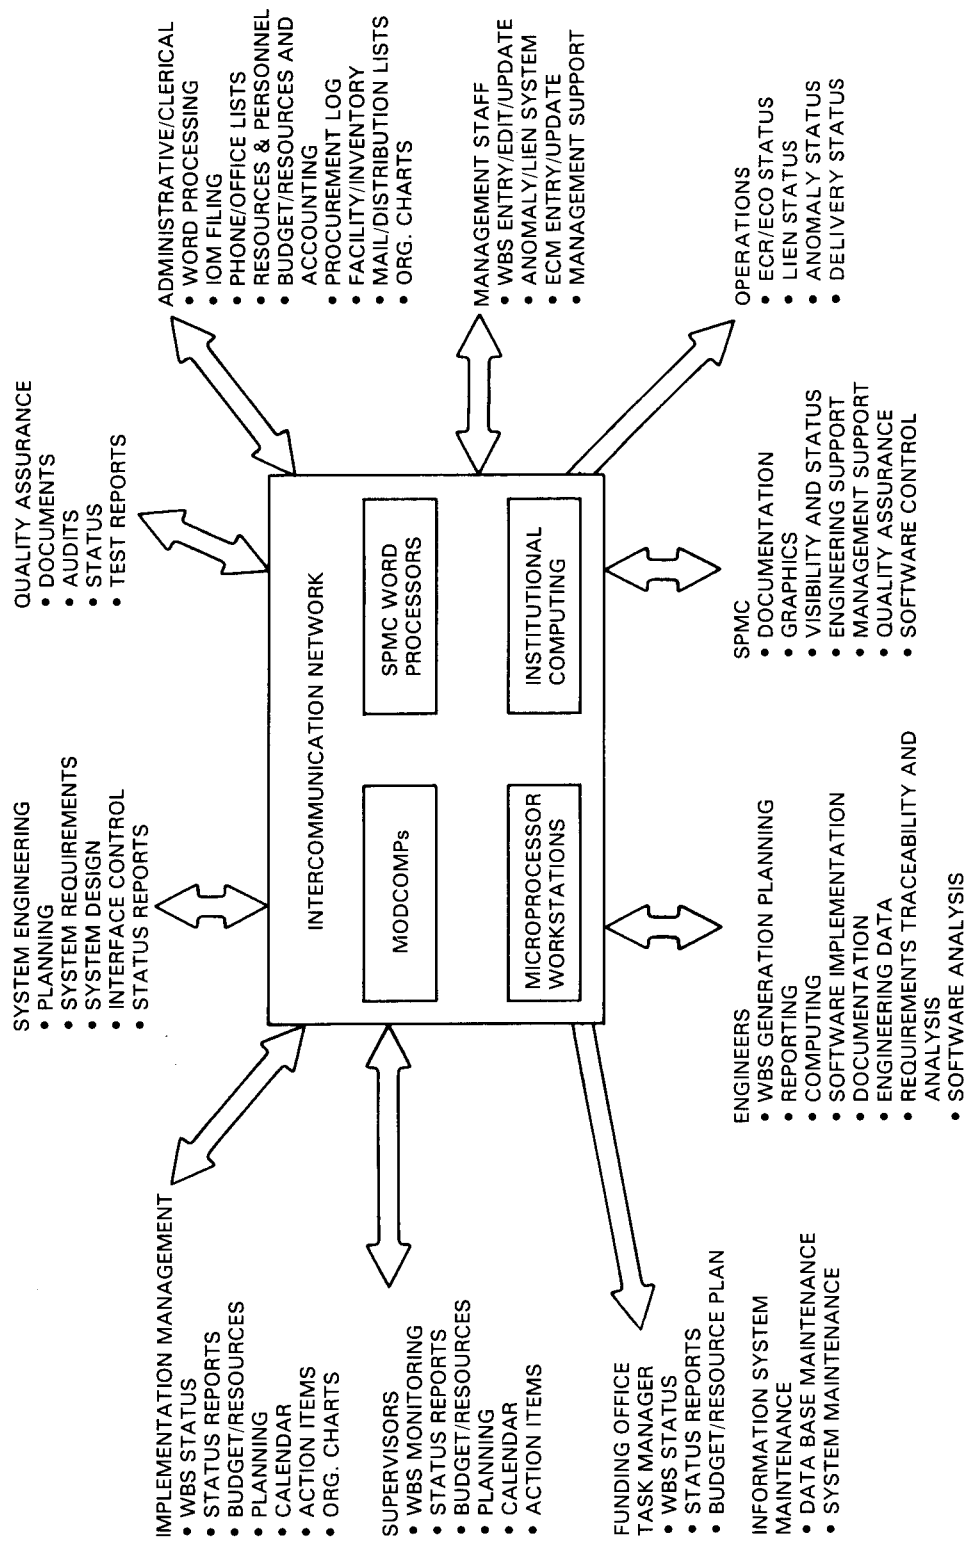 SYSTEM ENGINEERING
• PLANNING
• SYSTEM REQUIREMENTS
• SYSTEM DESIGN
• INTERFACE CONTROL
• STATUS REPORTS
QUALITY ASSURANCE
• DOCUMENTS
• AUDITS
• STATUS
• TEST REPORTS
IMPLEMENTATION MANAGEMENT
• WBS STATUS
• STATUS REPORTS
• BUDGET/RESOURCES
• PLANNING
• CALENDAR
• ACTION ITEMS
• ORG. CHARTS
ADMINISTRATIVE/CLERICAL
• WORD PROCESSING
• IOM FILING
• PHONE/OFFICE LISTS
• RESOURCES & PERSONNEL
• BUDGET/RESOURCES AND
ACCOUNTING
• PROCUREMENT LOG
• FACILITY/INVENTORY
• MAIL/DISTRIBUTION LISTS
• ORG. CHARTS
INTERCOMMUNICATION NETWORK
MODCOMPs
SPMC WORD
PROCESSORS
MICROPROCESSOR
WORKSTATIONS
INSTITUTIONAL
COMPUTING
SUPERVISORS
• WBS MONITORING
• STATUS REPORTS
• BUDGET/RESOURCES
• PLANNING
• CALENDAR
• ACTION ITEMS
MANAGEMENT STAFF
• WBS ENTRY/EDIT/UPDATE
• ANOMALY/LIEN SYSTEM
• ECM ENTRY/UPDATE
• MANAGEMENT SUPPORT
FUNDING OFFICE
TASK MANAGER
• WBS STATUS
• STATUS REPORTS
• BUDGET/RESOURCE PLAN
INFORMATION SYSTEM
MAINTENANCE
• DATA BASE MAINTENANCE
• SYSTEM MAINTENANCE
ENGINEERS
• WBS GENERATION PLANNING
• REPORTING
• COMPUTING
• SOFTWARE IMPLEMENTATION
• DOCUMENTATION
• ENGINEERING DATA
• REQUIREMENTS TRACEABILITY AND
ANALYSIS
• SOFTWARE ANALYSIS
SPMC
• DOCUMENTATION
• GRAPHICS
• VISIBILITY AND STATUS
• ENGINEERING SUPPORT
• MANAGEMENT SUPPORT
• QUALITY ASSURANCE
• SOFTWARE CONTROL
OPERATIONS
• ECR/ECO STATUS
• LIEN STATUS
• ANOMALY STATUS
• DELIVERY STATUS